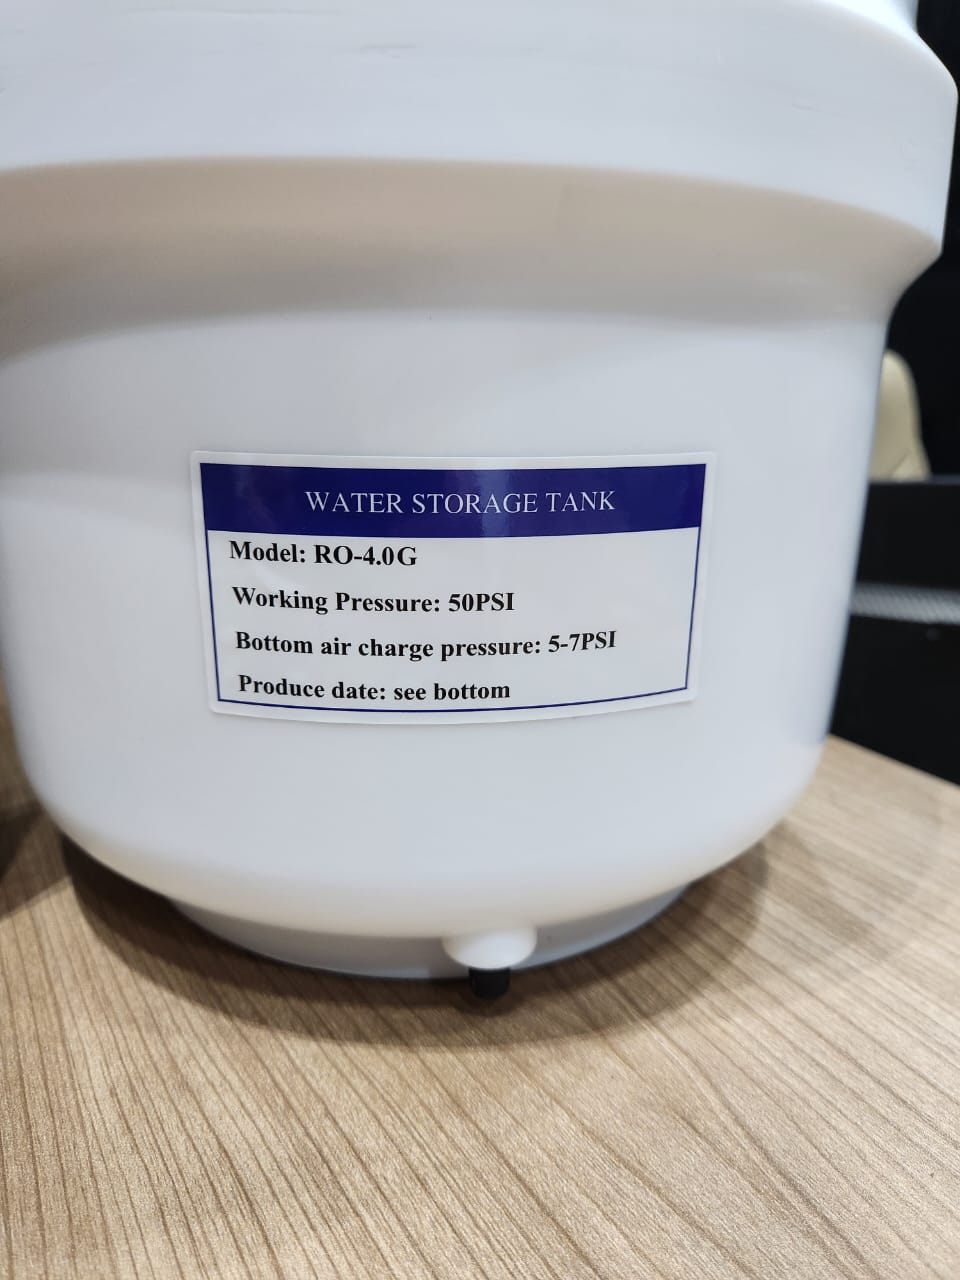 WATER STORAGE TANK
Model: RO-4.0G
Working Pressure: 50PSI
Bottom air charge pressure: 5-7PSI
Produce date: see bottom